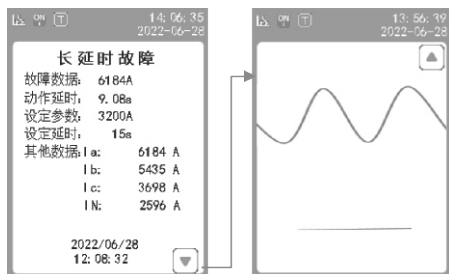 ON T 14:06:35
2022-06-28
长延时故障
故障数据: 6184A
动作延时: 9.08s
设定参数: 3200A
设定延时: 15s
其他数据: Ia: 6184 A
Ib: 5435 A
Ic: 3698 A
IN: 2596 A
2022/06/28
12:08:32
ON T 13:56:39
2022-06-28